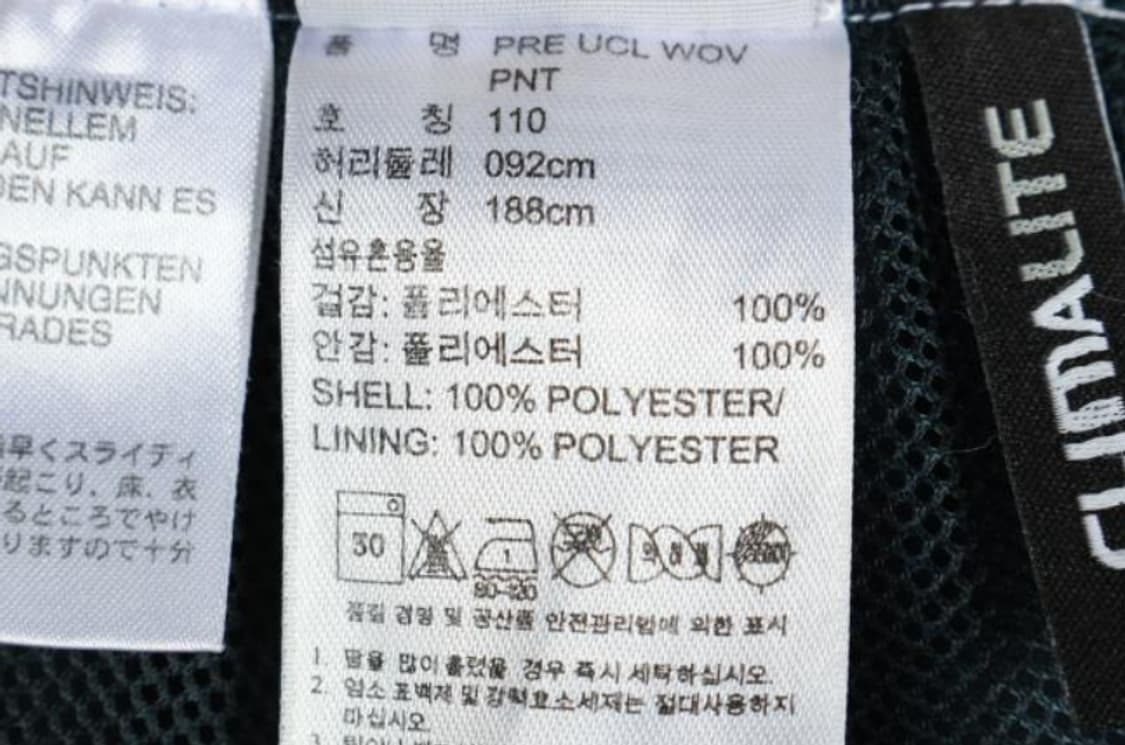 TSHINWEIS:
NELLEM
AUF
DEN KANN ES
GSPUNKTEN
NNUNGEN
RADES
早くスライディ
起こり、床、衣
るところでやけ
りますので十分
품 명 PRE UCL WOV
PNT
호 칭 110
허리둘레 092cm
신 장 188cm
섬유혼용율
겉감: 폴리에스터 100%
안감: 폴리에스터 100%
SHELL: 100% POLYESTER/
LINING: 100% POLYESTER
30
1
80-120
품질 경영 및 공산품 안전관리법에 의한 표시
1. 땀을 많이 흘렸을 경우 즉시 세탁하십시오.
2. 염소 표백제 및 강력효소세제는 절대사용하지
마십시오.
3.
CLIMALITE